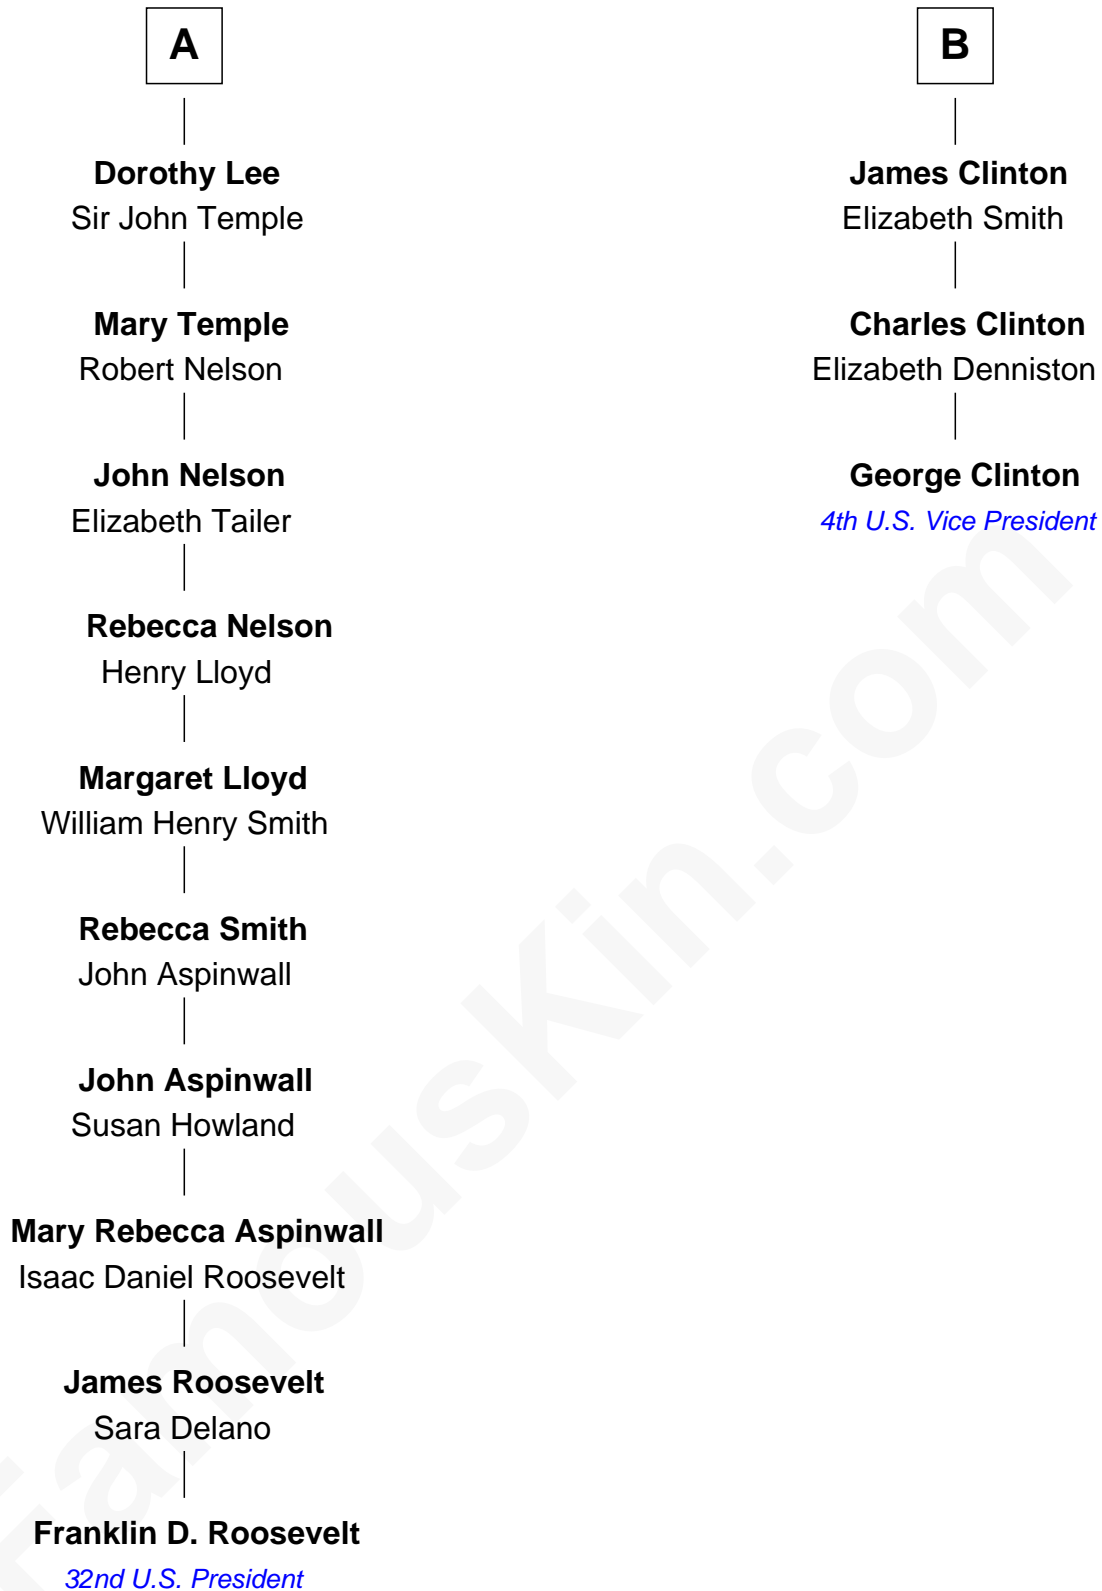 A
Dorothy Lee
Sir John Temple
Mary Temple
Robert Nelson
John Nelson
Elizabeth Tailer
Rebecca Nelson
Henry Lloyd
Margaret Lloyd
William Henry Smith
Rebecca Smith
John Aspinwall
John Aspinwall
Susan Howland
Mary Rebecca Aspinwall
Isaac Daniel Roosevelt
James Roosevelt
Sara Delano
Franklin D. Roosevelt
32nd U.S. President
B
James Clinton
Elizabeth Smith
Charles Clinton
Elizabeth Denniston
George Clinton
4th U.S. Vice President
FamousKin.com